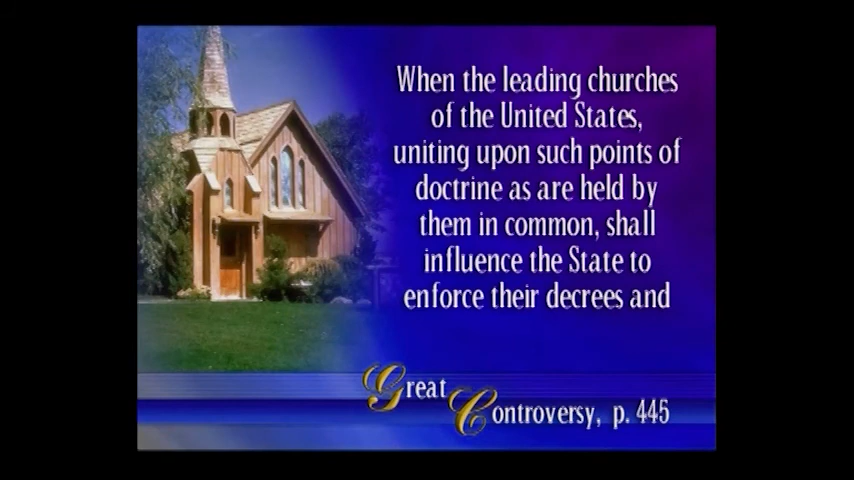 When the leading churches
of the United States,
uniting upon such points of
doctrine as are held by
them in common, shall
influence the State to
enforce their decrees and
Great
Controversy, p. 445